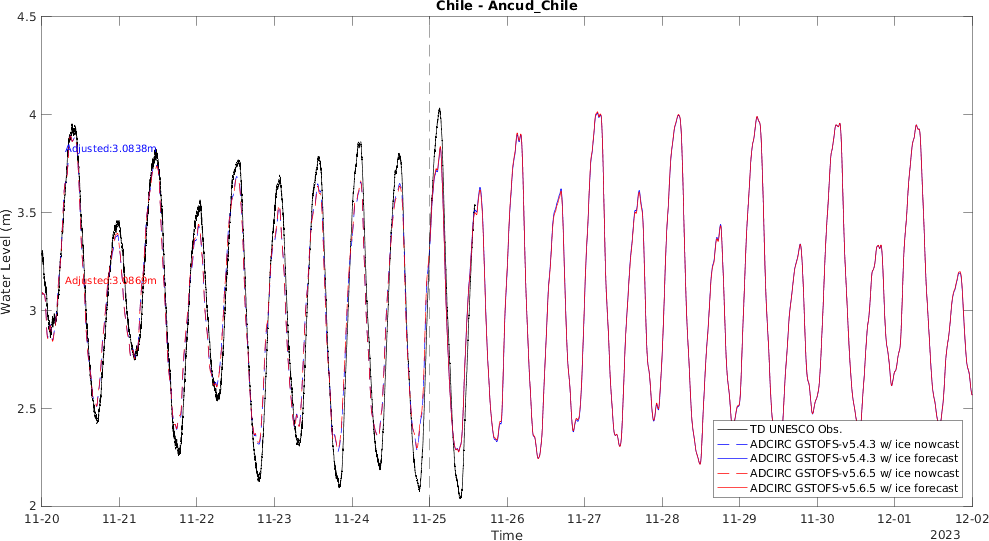 Chile - Ancud_Chile
4.5
4
3.5
3
2.5
2
Water Level (m)
Adjusted:3.0838m
Adjusted:3.0869m
TD UNESCO Obs.
ADCIRC GSTOFS-v5.4.3 w/ ice nowcast
ADCIRC GSTOFS-v5.4.3 w/ ice forecast
ADCIRC GSTOFS-v5.6.5 w/ ice nowcast
ADCIRC GSTOFS-v5.6.5 w/ ice forecast
11-20 11-21 11-22 11-23 11-24 11-25 11-26 11-27 11-28 11-29 11-30 12-01 12-02
Time
2023